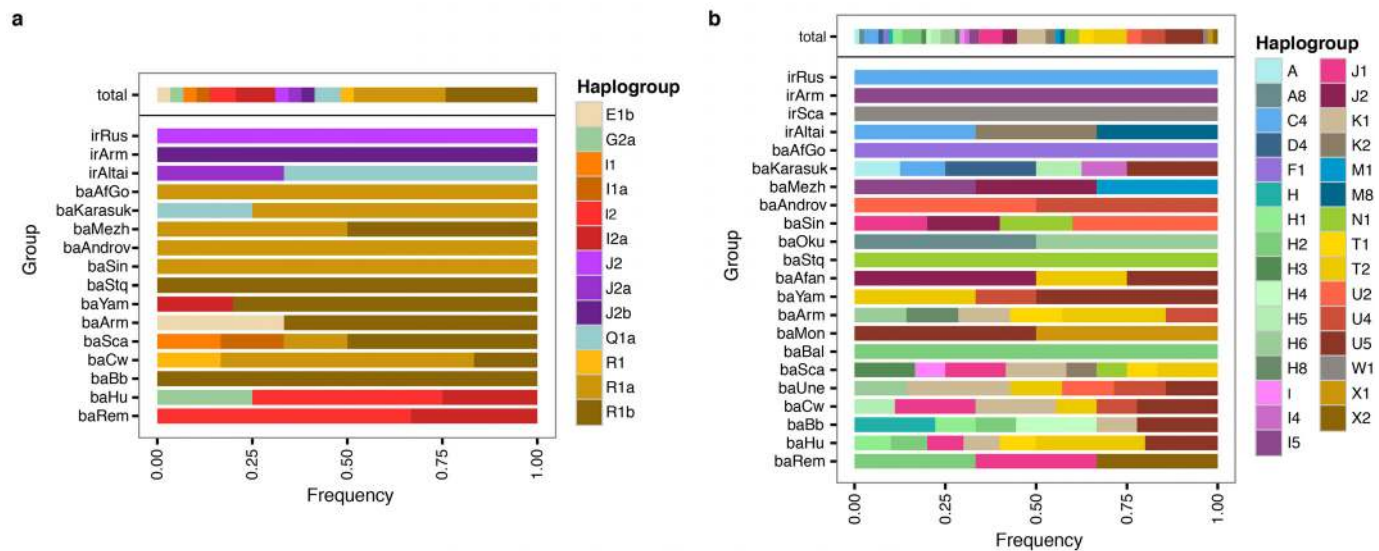 a
total
irRus
irArm
irAltai
baAfGo
baKarasuk
baMezh
baAndrov
baSin
baStq
baYam
baArm
baSca
baCw
baBb
baHu
baRem
Group
0.00
0.25
0.50
0.75
1.00
Frequency
Haplogroup
E1b
G2a
I1
I1a
I2
I2a
J2
J2a
J2b
Q1a
R1
R1a
R1b
b
total
irRus
irArm
irSca
irAltai
baAfGo
baKarasuk
baMezh
baAndrov
baSin
baOku
baStq
baAfan
baYam
baArm
baMon
baBal
baSca
baUne
baCw
baBb
baHu
baRem
Group
0.00
0.25
0.50
0.75
1.00
Frequency
Haplogroup
A
A8
C4
D4
F1
H
H1
H2
H3
H4
H5
H6
H8
I
I4
I5
J1
J2
K1
K2
M1
M8
N1
T1
T2
U2
U4
U5
W1
X1
X2